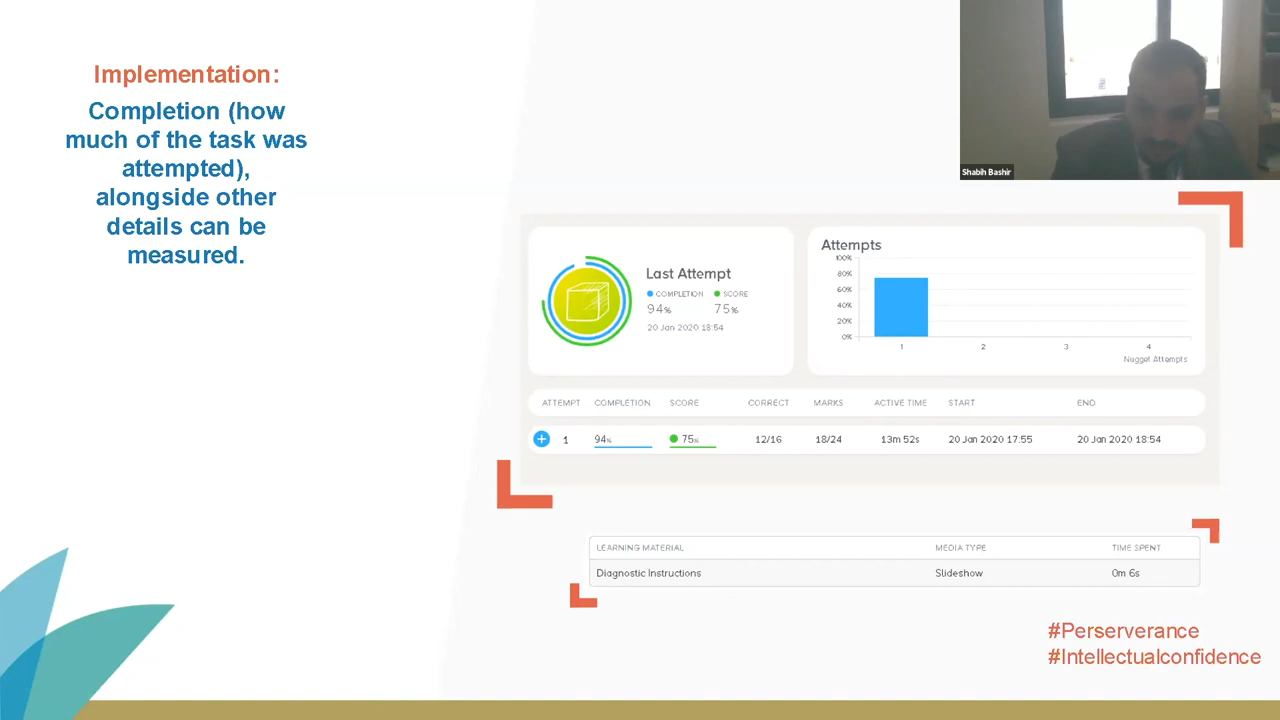 Implementation:
Completion (how
much of the task was
attempted),
alongside other
details can be
measured.
Shabih Bashir
Last Attempt
COMPLETION SCORE
94% 75%
20 Jan 2020 18:54
Attempts
100%
80%
60%
40%
20%
0%
1 2 3 4
Nugget Attempts
ATTEMPT COMPLETION SCORE CORRECT MARKS ACTIVE TIME START END
1 94% 75% 12/16 18/24 13m 52s 20 Jan 2020 17:55 20 Jan 2020 18:54
LEARNING MATERIAL MEDIA TYPE TIME SPENT
Diagnostic Instructions Slideshow 0m 6s
#Perserverance
#Intellectualconfidence